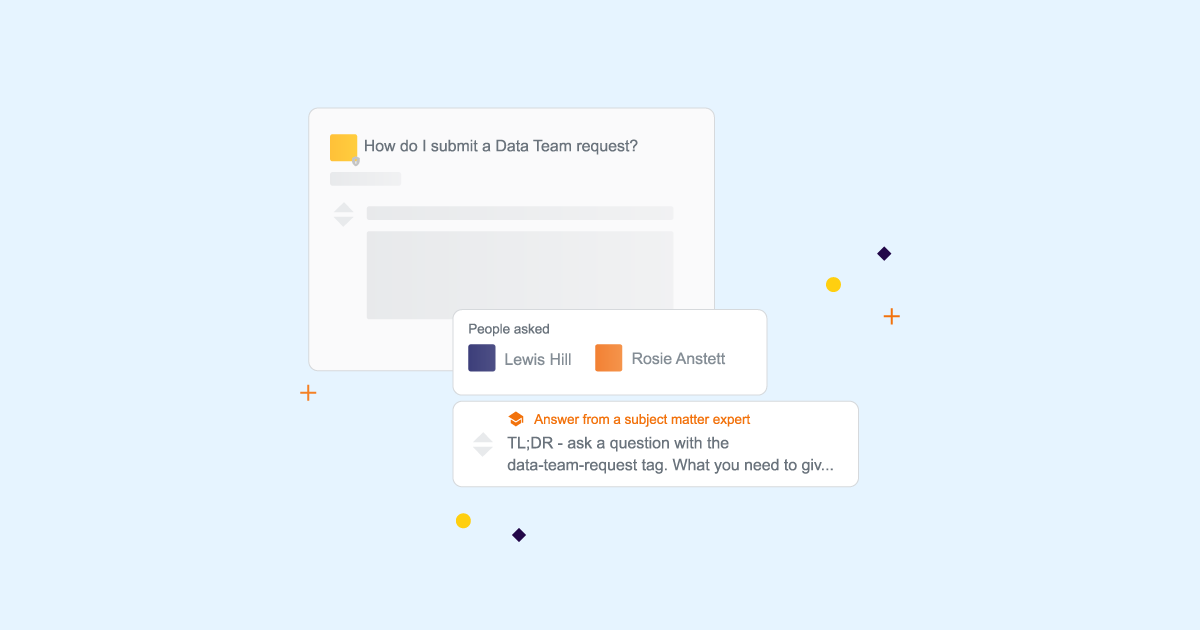 How do I submit a Data Team request?
People asked
Lewis Hill
Rosie Anstett
Answer from a subject matter expert
TL;DR - ask a question with the
data-team-request tag. What you need to giv...